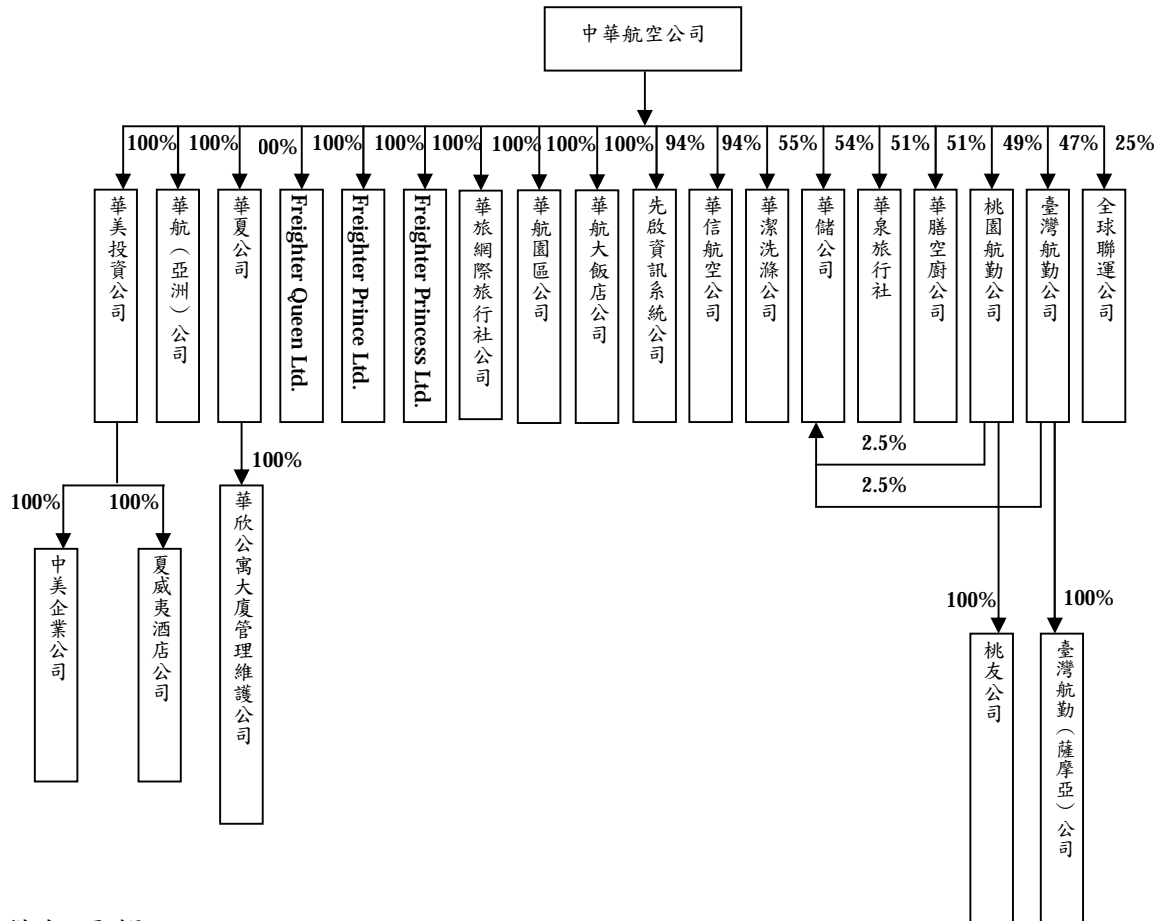 中華航空公司
100%
100%
00%
100%
100%
100%
100%
100%
100%
94%
94%
55%
54%
51%
51%
49%
47%
25%
華美投資公司
華航（亞洲）公司
華夏公司
Freighter Queen Ltd.
Freighter Prince Ltd.
Freighter Princess Ltd.
華旅網際旅行社公司
華航園區公司
華航大飯店公司
先啟資訊系統公司
華信航空公司
華潔洗滌公司
華儲公司
華泉旅行社
華膳空廚公司
桃園航勤公司
臺灣航勤公司
全球聯運公司
2.5%
2.5%
100%
100%
100%
中美企業公司
夏威夷酒店公司
華欣公寓大廈管理維護公司
100%
100%
桃友公司
臺灣航勤（薩摩亞）公司